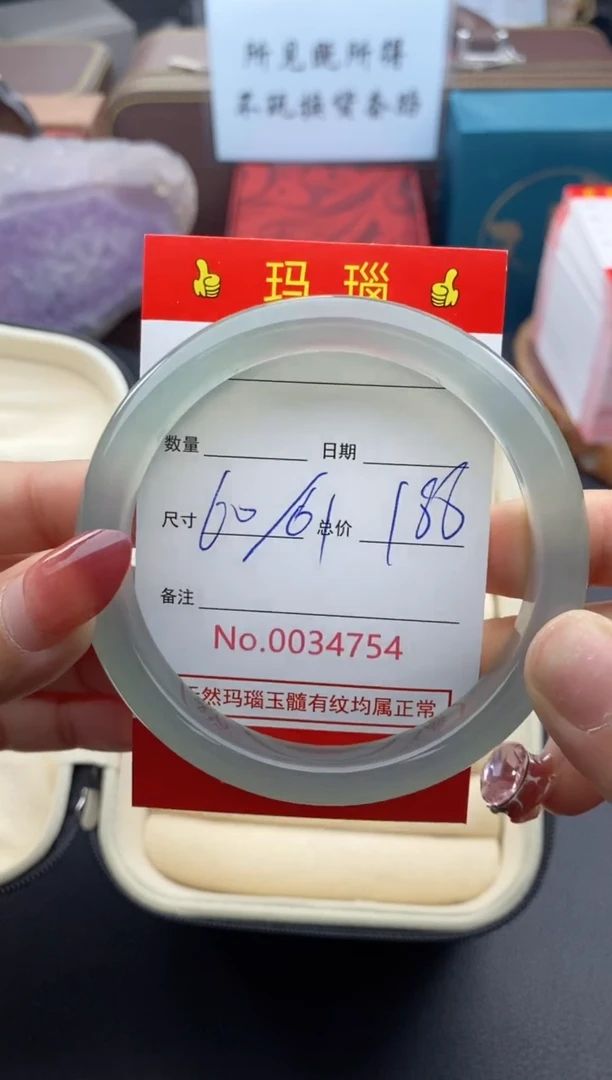 所见既所得
不玩换货套路
玛瑙
数量 日期
尺寸 60/61 总价 188
备注
No.0034754
天然玛瑙玉髓有纹均属正常